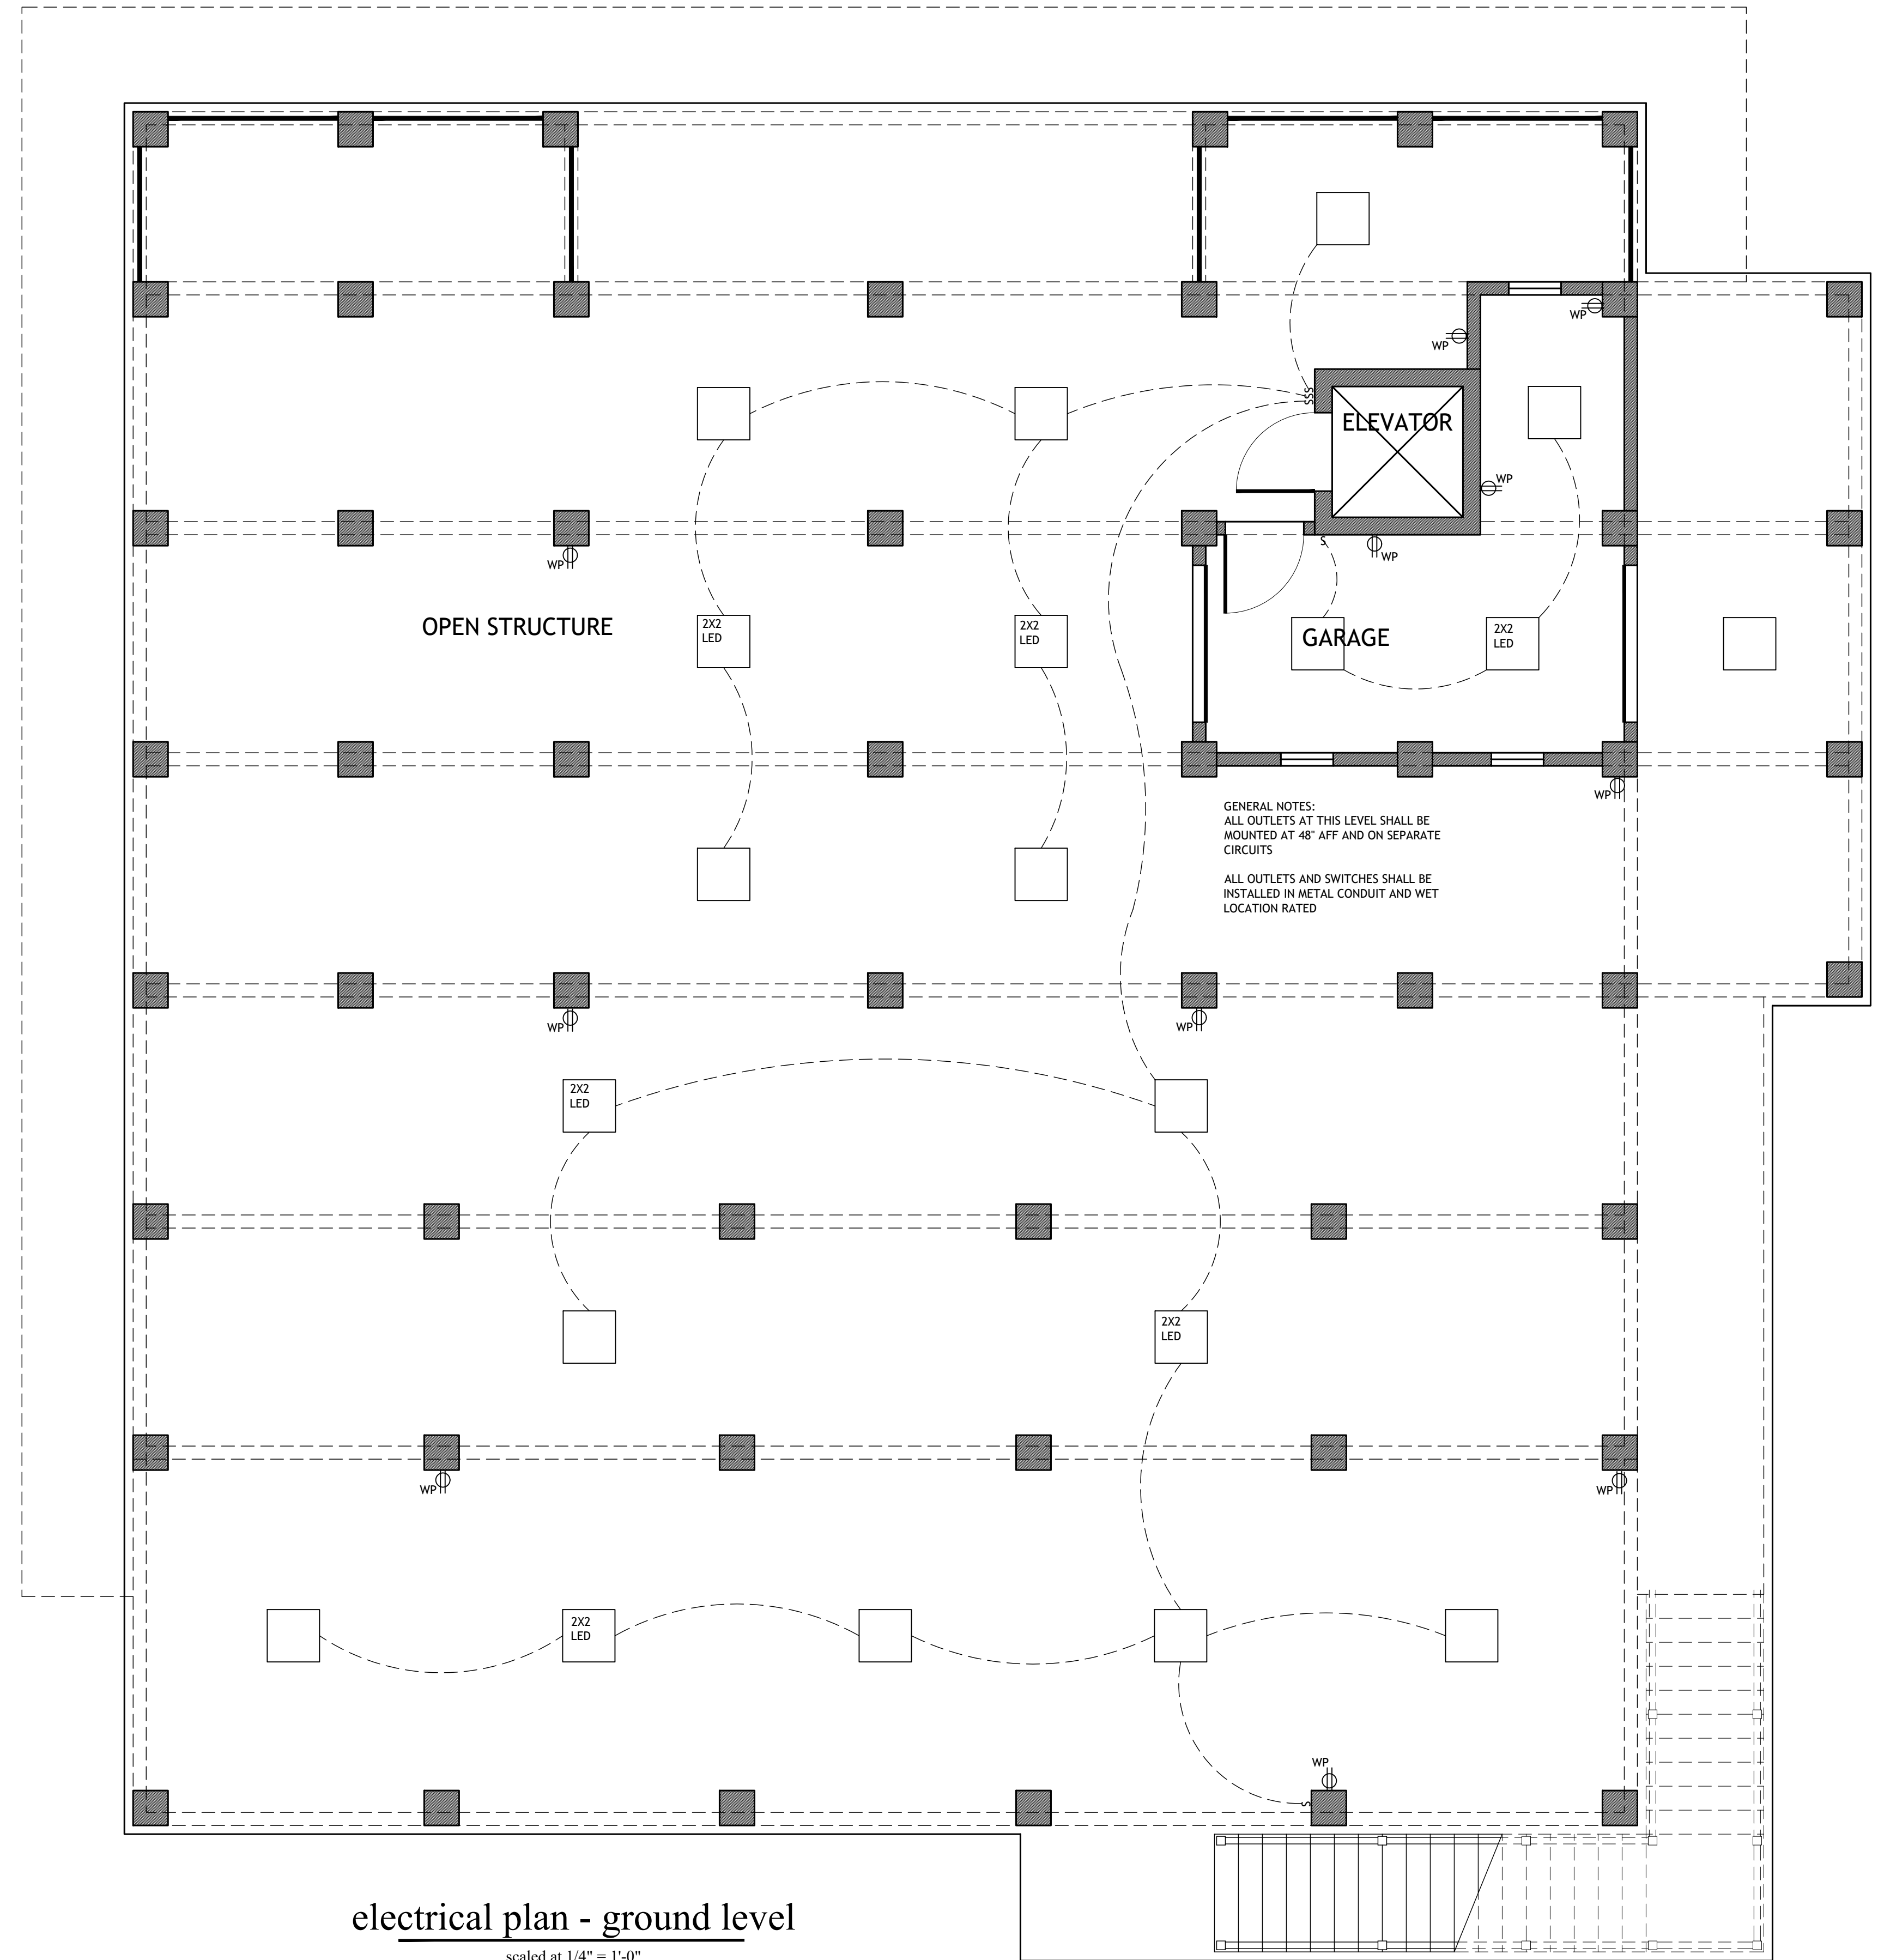 WP
WP
SSS
ELEVATOR
WP
S
WP
WP
OPEN STRUCTURE
2X2
LED
2X2
LED
GARAGE
2X2
LED
WP
GENERAL NOTES:
ALL OUTLETS AT THIS LEVEL SHALL BE
MOUNTED AT 48" AFF AND ON SEPARATE
CIRCUITS
ALL OUTLETS AND SWITCHES SHALL BE
INSTALLED IN METAL CONDUIT AND WET
LOCATION RATED
WP
WP
2X2
LED
2X2
LED
WP
WP
2X2
LED
WP
S
electrical plan - ground level
scaled at 1/4" = 1'-0"